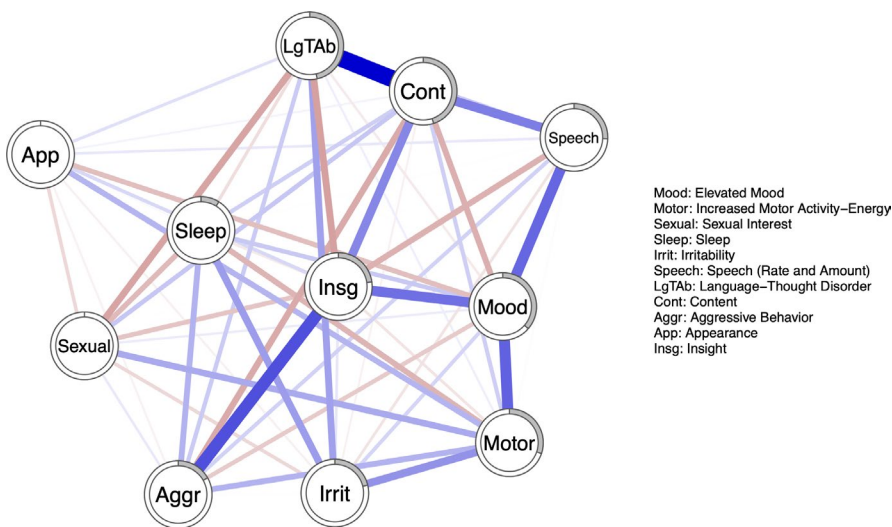 LgTAb
Cont
Speech
App
Sleep
Insg
Mood
Sexual
Motor
Aggr
Irrit
Mood: Elevated Mood
Motor: Increased Motor Activity−Energy
Sexual: Sexual Interest
Sleep: Sleep
Irrit: Irritability
Speech: Speech (Rate and Amount)
LgTAb: Language−Thought Disorder
Cont: Content
Aggr: Aggressive Behavior
App: Appearance
Insg: Insight